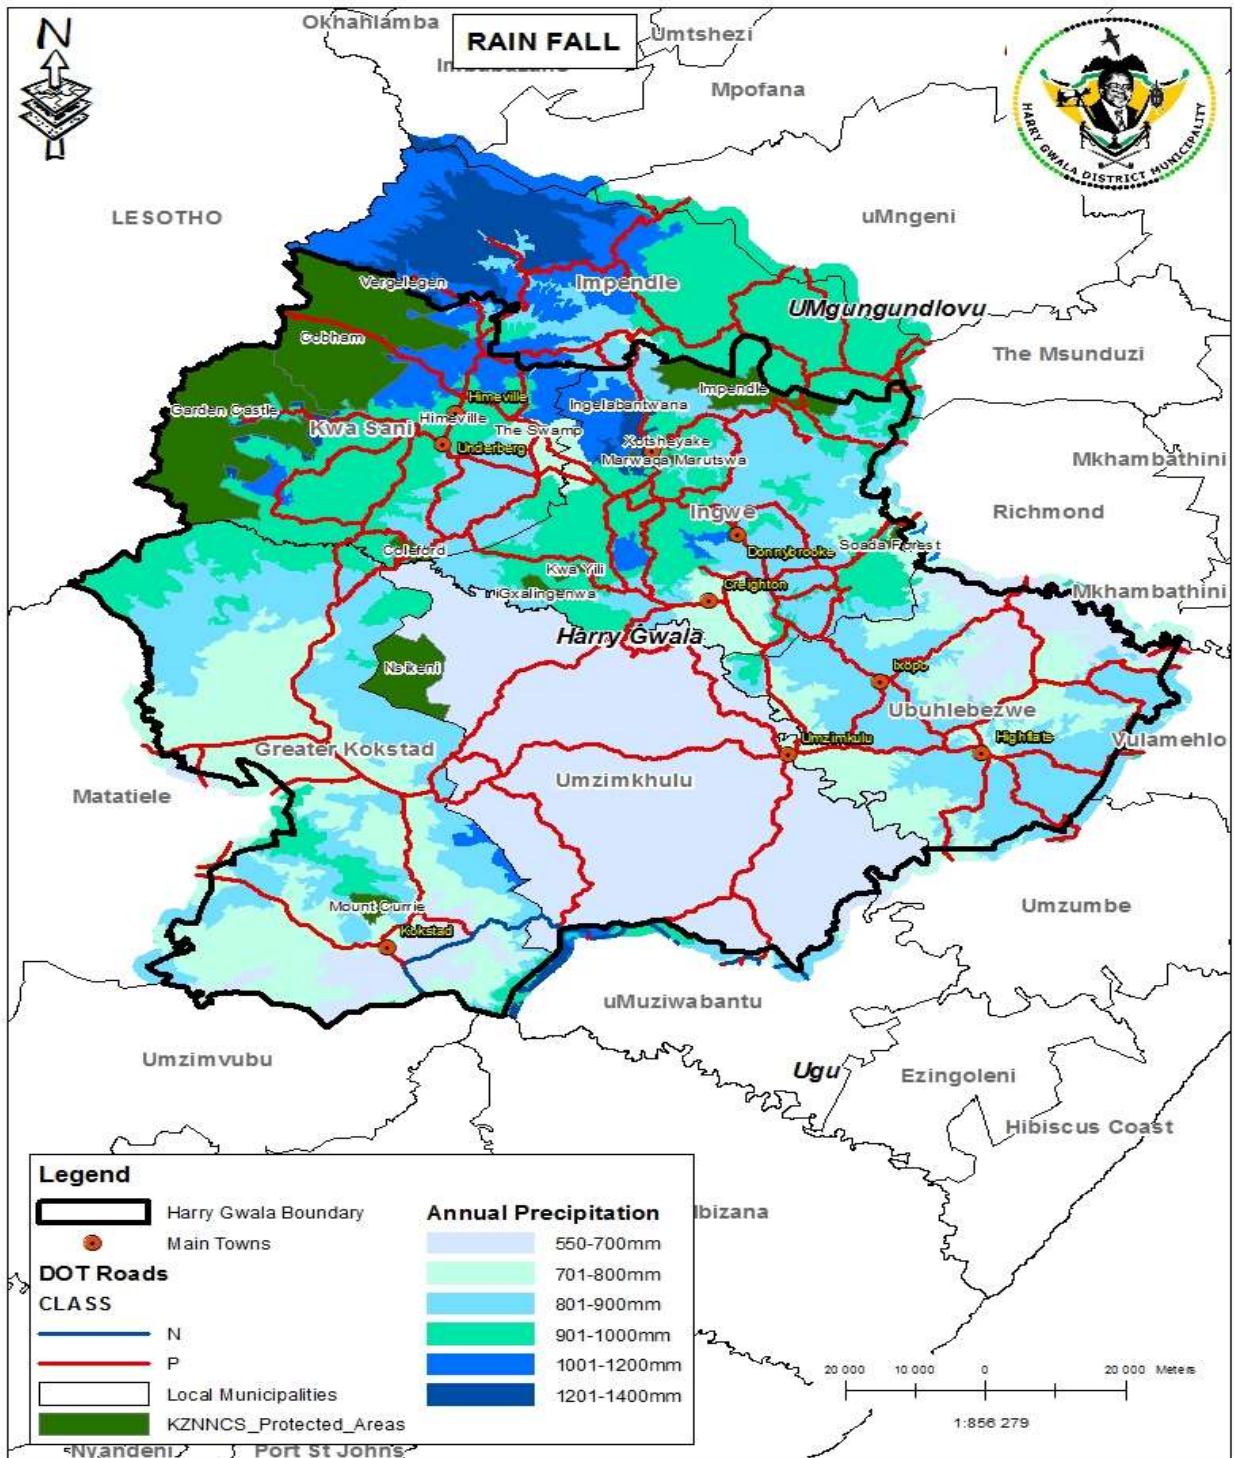 Okhahlamba
N
RAIN FALL
Umtshezi
Mpofana
HARRY GWALA DISTRICT MUNICIPALITY
LESOTHO
uMngeni
Vergelegen
Impendle
UMgungundlovu
Cobham
The Msunduzi
Impendle
Himeville
Garden Castle
Ingelabantwana
Himeville
Kwa Sani
The Swamp
Underberg
Xotsheyake
Marwaqa Marutswa
Mkhambathini
Ingwe
Richmond
Donnybrooke
Soada Forest
Coleford
Kwa Yili
Creighton
Mkhambathini
iGxalingenwa
Harry Gwala
Nsikeni
Ixopo
Ubuhlebezwe
Umzimkulu
Highflats
Vulamehlo
Greater Kokstad
Umzimkhulu
Matatiele
Mount Currie
Umzumbe
Kokstad
uMuziwabantu
Umzimvubu
Ugu
Ezingoleni
Hibiscus Coast
Legend
Harry Gwala Boundary
Main Towns
DOT Roads
CLASS
N
P
Local Municipalities
KZNNCS_Protected_Areas
Annual Precipitation
550-700mm
701-800mm
801-900mm
901-1000mm
1001-1200mm
1201-1400mm
Ibizana
20 000 10 000 0 20 000 Meters
1:856 279
Nyandeni
Port St Johns